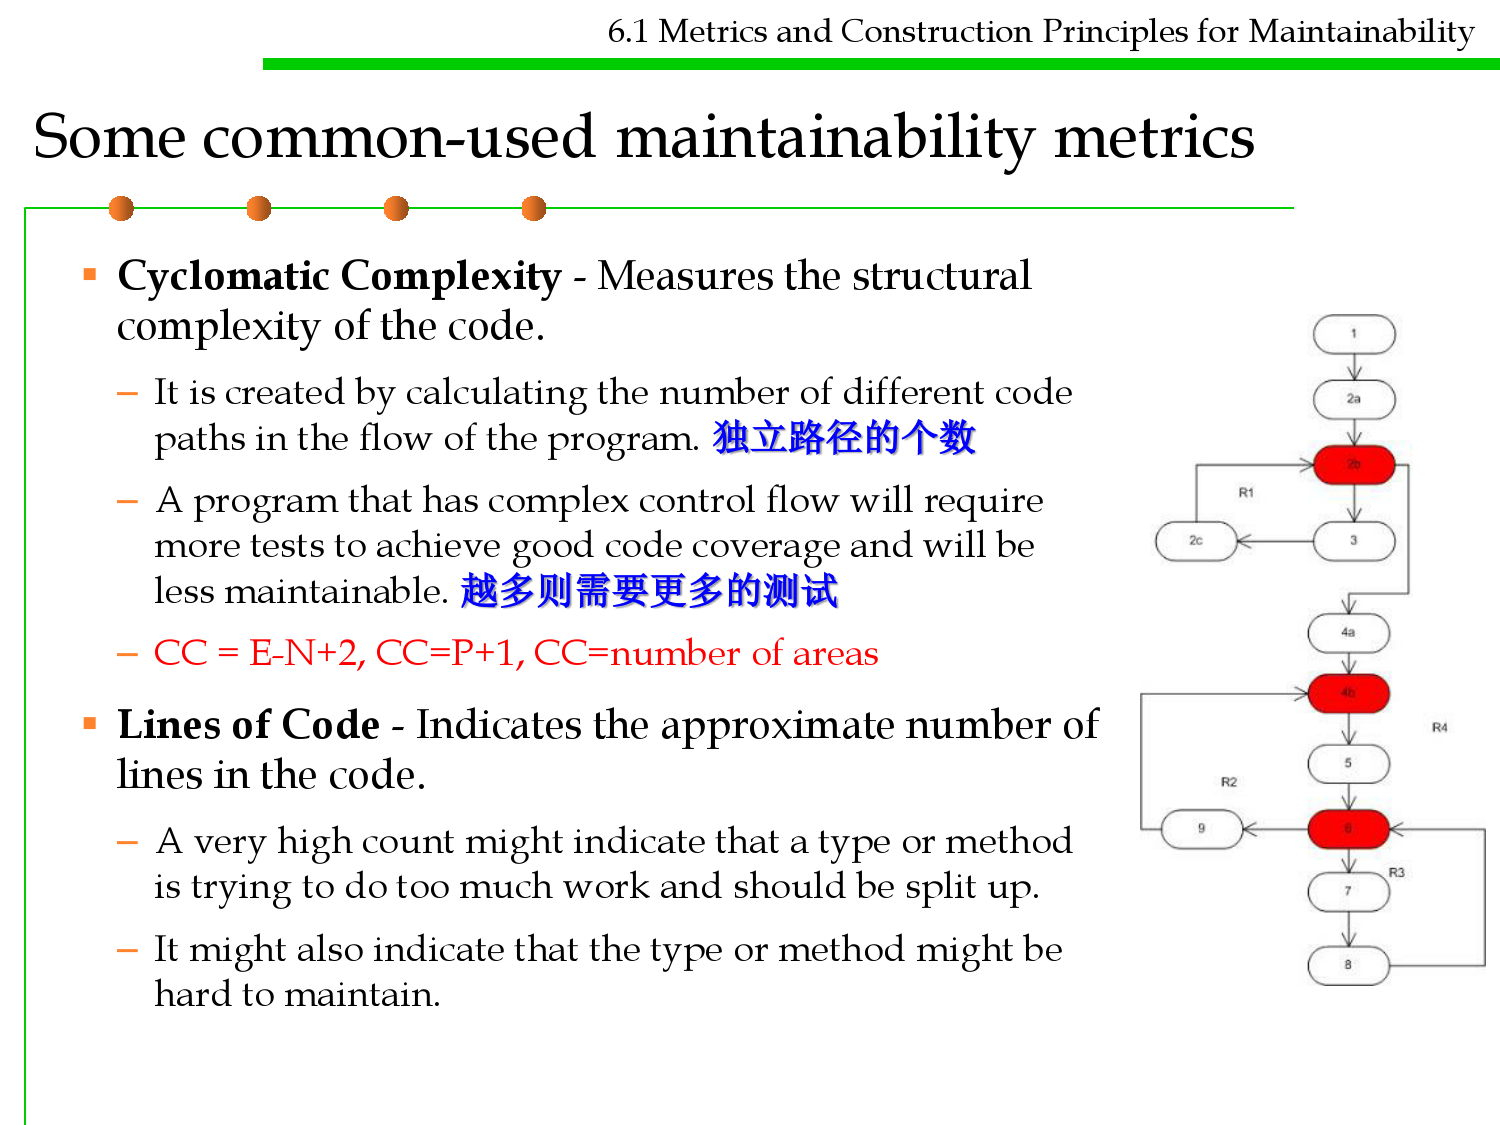 6.1 Metrics and Construction Principles for Maintainability
Some common-used maintainability metrics
▪ Cyclomatic Complexity - Measures the structural
complexity of the code.
– It is created by calculating the number of different code
paths in the flow of the program. 独立路径的个数
– A program that has complex control flow will require
more tests to achieve good code coverage and will be
less maintainable. 越多则需要更多的测试
– CC = E-N+2, CC=P+1, CC=number of areas
▪ Lines of Code - Indicates the approximate number of
lines in the code.
– A very high count might indicate that a type or method
is trying to do too much work and should be split up.
– It might also indicate that the type or method might be
hard to maintain.
1
2a
2b
R1
2c
3
4a
4b
R4
5
R2
9
6
R3
7
8